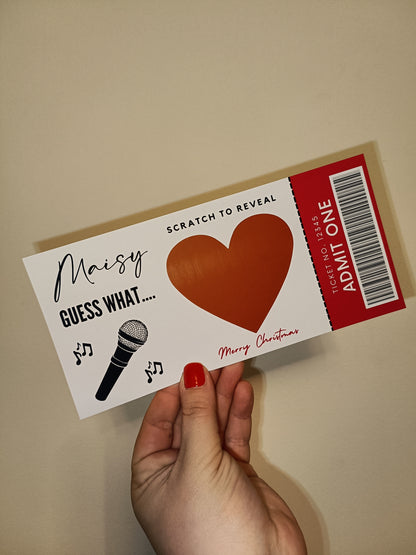 Maisy
GUESS WHAT....
SCRATCH TO REVEAL
Merry Christmas
TICKET NO. 12345
ADMIT ONE